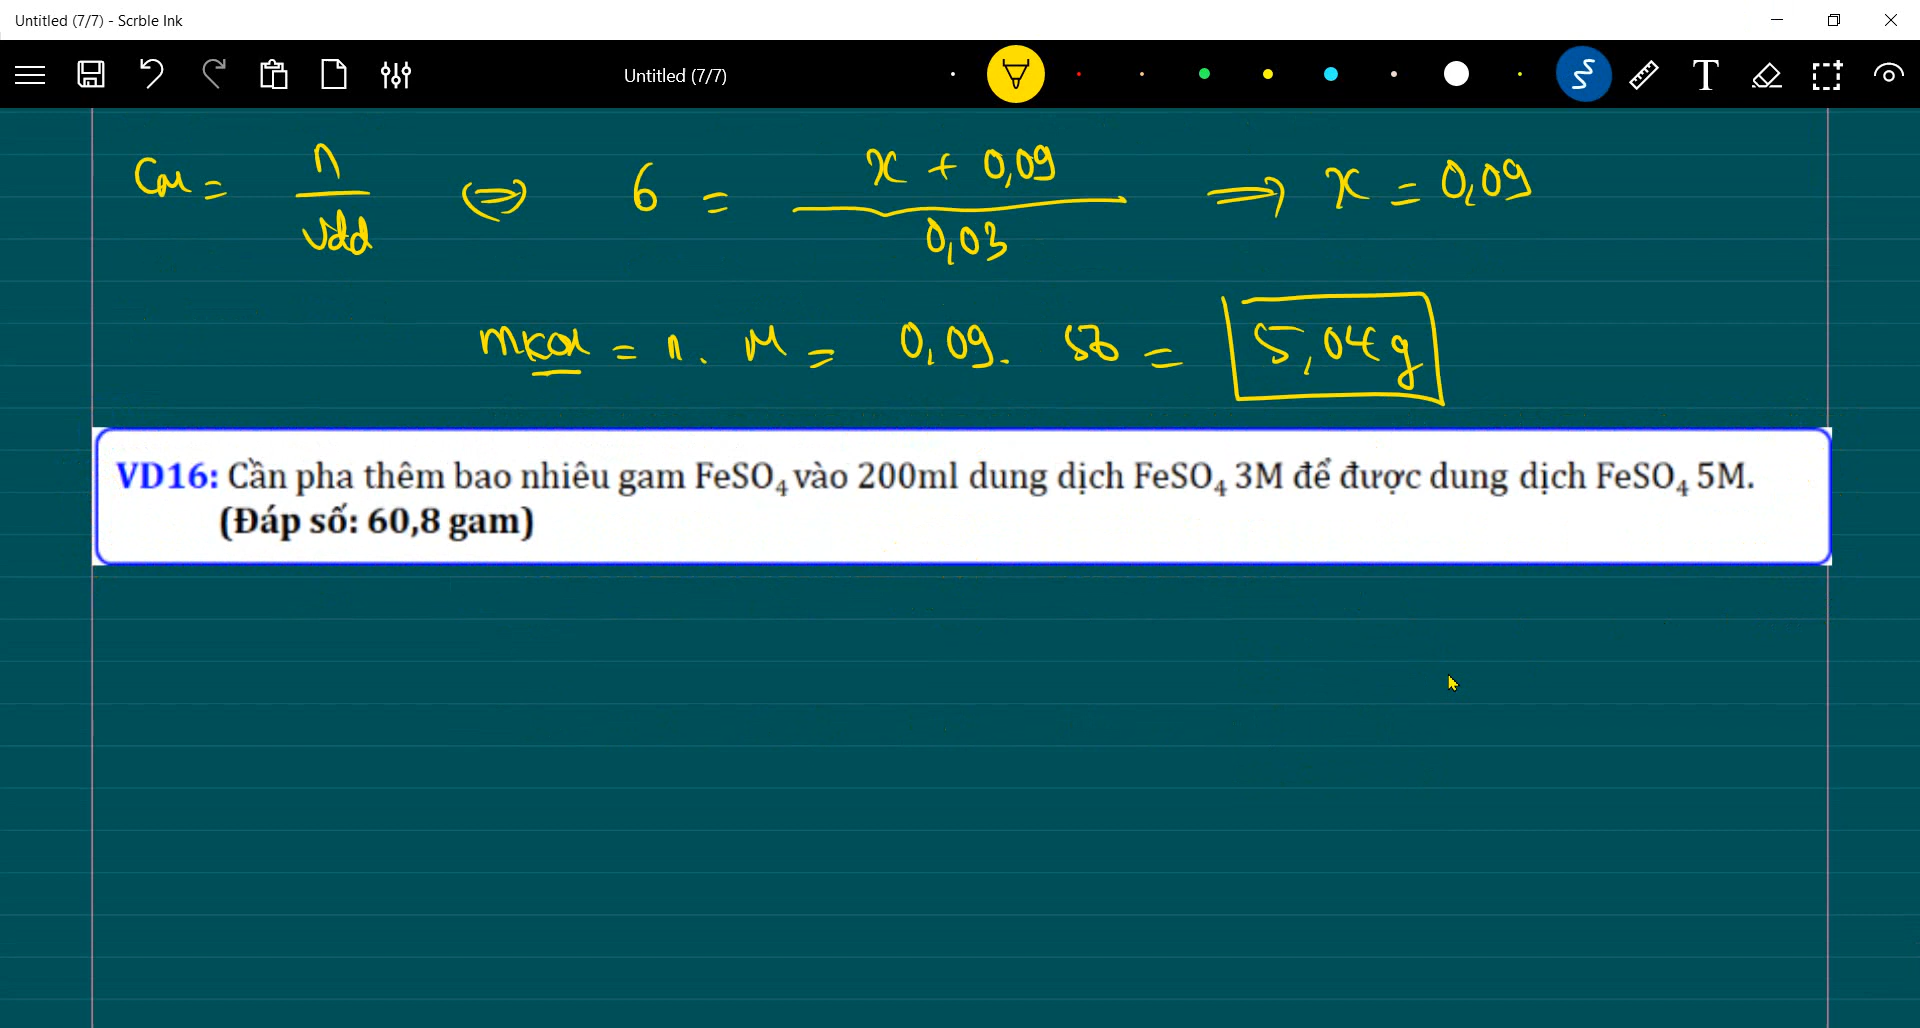 Untitled (7/7) - Scrble Ink
Untitled (7/7)
T
CM = n / Vdd ⇔ 6 = x + 0,09 / 0,03 ⇒ x = 0,09
mKOH = n . M = 0,09 . 56 = 5,04 g
VD16: Cần pha thêm bao nhiêu gam FeSO₄ vào 200ml dung dịch FeSO₄ 3M để được dung dịch FeSO₄ 5M.
(Đáp số: 60,8 gam)